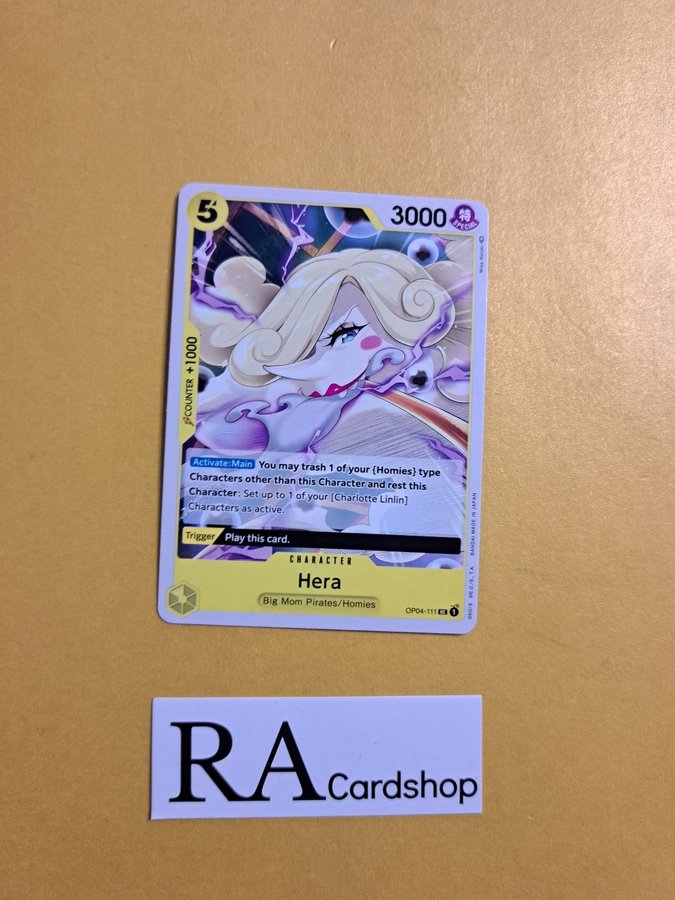 5
3000
特
SPECIAL
COUNTER +1000
Activate:Main You may trash 1 of your {Homies} type
Characters other than this Character and rest this
Character: Set up to 1 of your [Charlotte Linlin]
Characters as active.
Trigger Play this card.
CHARACTER
Hera
Big Mom Pirates/Homies
OP04-111 UC 1
BANDAI MADE IN JAPAN
RA Cardshop